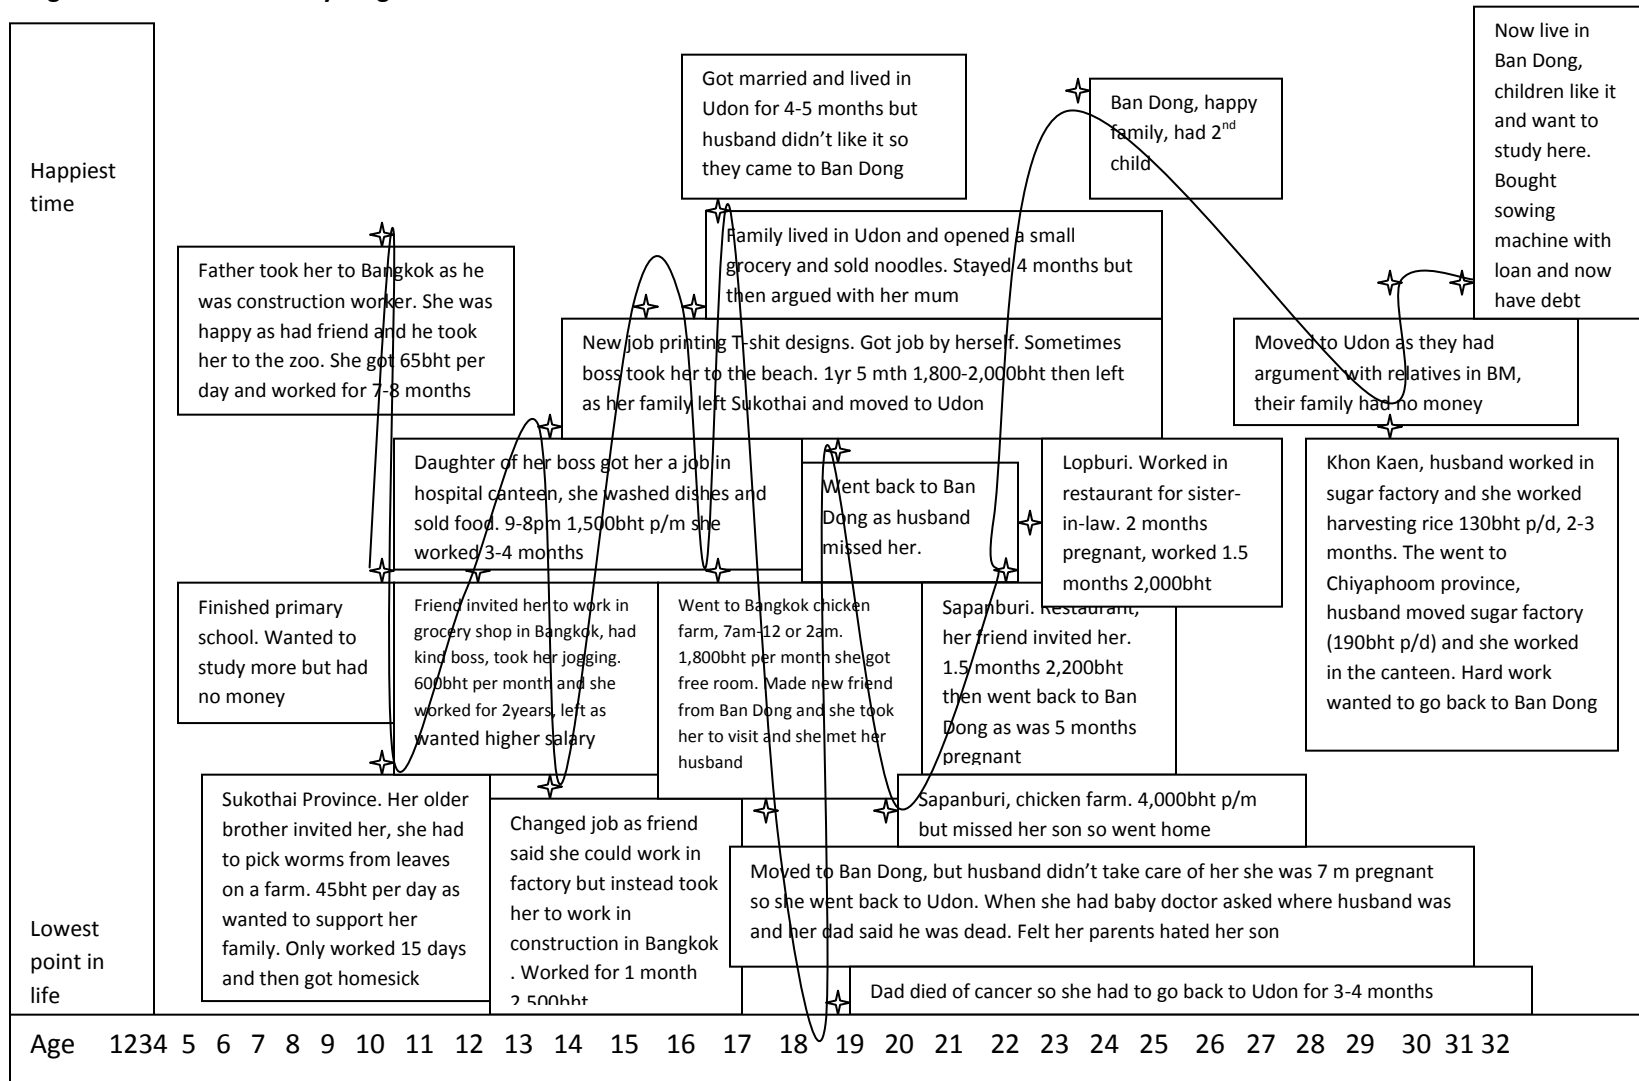 Happiest
time
Lowest
point in
life
Got married and lived in
Udon for 4-5 months but
husband didn't like it so
they came to Ban Dong
Ban Dong, happy
family, had 2nd
child
Now live in
Ban Dong,
children like it
and want to
study here.
Bought
sowing
machine with
loan and now
have debt
Father took her to Bangkok as he
was construction worker. She was
happy as had friend and he took
her to the zoo. She got 65bht per
day and worked for 7-8 months
Family lived in Udon and opened a small
grocery and sold noodles. Stayed 4 months but
then argued with her mum
New job printing T-shit designs. Got job by herself. Sometimes
boss took her to the beach. 1yr 5 mth 1,800-2,000bht then left
as her family left Sukothai and moved to Udon
Moved to Udon as they had
argument with relatives in BM,
their family had no money
Daughter of her boss got her a job in
hospital canteen, she washed dishes and
sold food. 9-8pm 1,500bht p/m she
worked 3-4 months
Went back to Ban
Dong as husband
missed her.
Lopburi. Worked in
restaurant for sister-
in-law. 2 months
pregnant, worked 1.5
months 2,000bht
Khon Kaen, husband worked in
sugar factory and she worked
harvesting rice 130bht p/d, 2-3
months. The went to
Chiyaphoom province,
husband moved sugar factory
(190bht p/d) and she worked
in the canteen. Hard work
wanted to go back to Ban Dong
Finished primary
school. Wanted to
study more but had
no money
Friend invited her to work in
grocery shop in Bangkok, had
kind boss, took her jogging.
600bht per month and she
worked for 2years, left as
wanted higher salary
Went to Bangkok chicken
farm, 7am-12 or 2am.
1,800bht per month she got
free room. Made new friend
from Ban Dong and she took
her to visit and she met her
husband
Sapanburi. Restaurant,
her friend invited her.
1.5 months 2,200bht
then went back to Ban
Dong as was 5 months
pregnant
Sukothai Province. Her older
brother invited her, she had
to pick worms from leaves
on a farm. 45bht per day as
wanted to support her
family. Only worked 15 days
and then got homesick
Changed job as friend
said she could work in
factory but instead took
her to work in
construction in Bangkok
. Worked for 1 month
2,500bht
Sapanburi, chicken farm. 4,000bht p/m
but missed her son so went home
Moved to Ban Dong, but husband didn't take care of her she was 7 m pregnant
so she went back to Udon. When she had baby doctor asked where husband was
and her dad said he was dead. Felt her parents hated her son
Dad died of cancer so she had to go back to Udon for 3-4 months
Age 1234 5 6 7 8 9 10 11 12 13 14 15 16 17 18 19 20 21 22 23 24 25 26 27 28 29 30 31 32